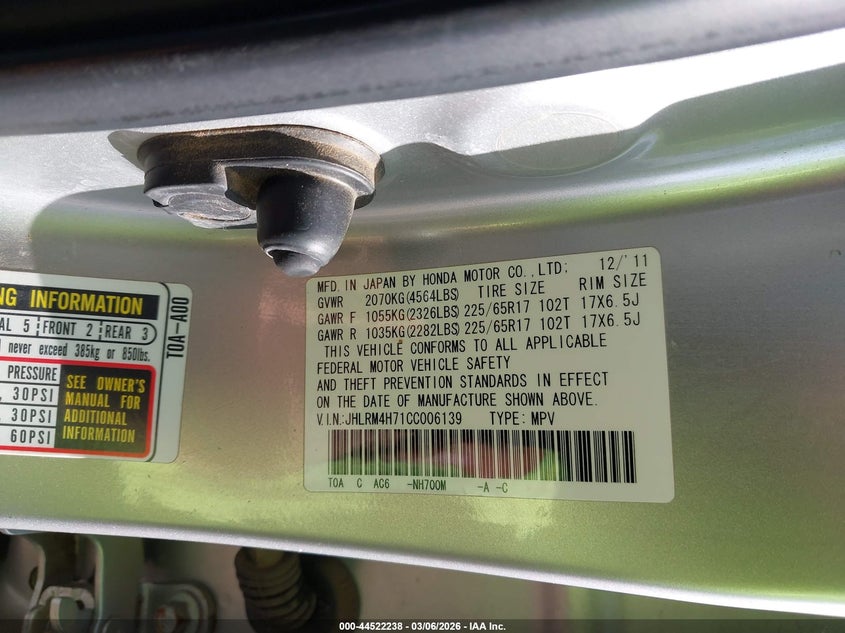 NG INFORMATION
AL 5 FRONT 2 REAR 3
never exceed 385kg or 850lbs.
PRESSURE
, 30PSI
, 30PSI
, 60PSI
SEE OWNER'S
MANUAL FOR
ADDITIONAL
INFORMATION
TOA-A00
MFD. IN JAPAN BY HONDA MOTOR CO., LTD: 12/'11
GVWR 2070KG(4564LBS) TIRE SIZE RIM SIZE
GAWR F 1055KG(2326LBS) 225/65R17 102T 17X6.5J
GAWR R 1035KG(2282LBS) 225/65R17 102T 17X6.5J
THIS VEHICLE CONFORMS TO ALL APPLICABLE
FEDERAL MOTOR VEHICLE SAFETY
AND THEFT PREVENTION STANDARDS IN EFFECT
ON THE DATE OF MANUFACTURE SHOWN ABOVE.
V.I.N:JHLRM4H71CC006139 TYPE: MPV
TOA C AC6 -NH700M -A -C
000-44522238 - 03/06/2026 - IAA Inc.